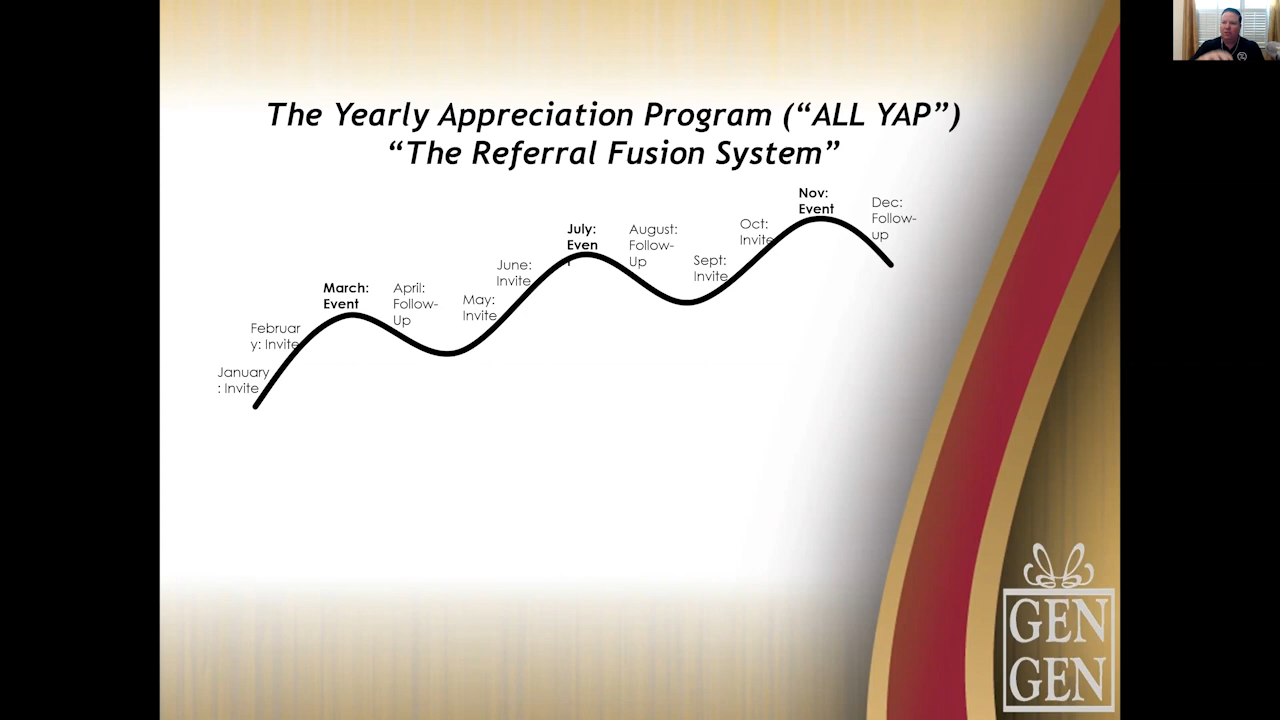 The Yearly Appreciation Program (“ALL YAP”)
“The Referral Fusion System”
January
: Invite
Februar
y: Invite
March:
Event
April:
Follow-
Up
May:
Invite
June:
Invite
July:
Even
t
August:
Follow-
Up
Sept:
Invite
Oct:
Invite
Nov:
Event
Dec:
Follow-
up
GEN
GEN